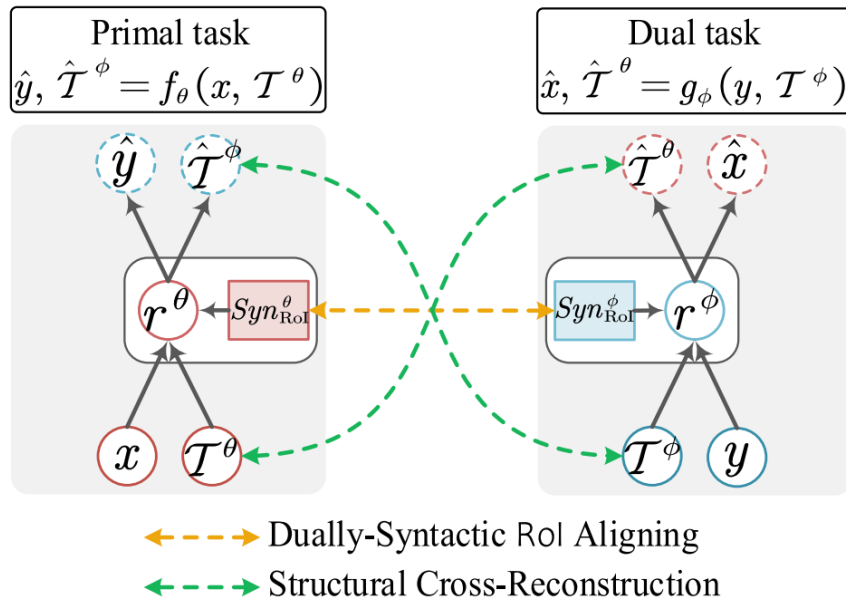 Primal task
ŷ, 𝒯̂^ϕ = f_θ(x, 𝒯^θ)
Dual task
x̂, 𝒯̂^θ = g_ϕ(y, 𝒯^ϕ)
ŷ 𝒯̂^ϕ
𝒯̂^θ x̂
r^θ Syn^θ_RoI
Syn^ϕ_RoI r^ϕ
x 𝒯^θ
𝒯^ϕ y
Dually-Syntactic RoI Aligning
Structural Cross-Reconstruction